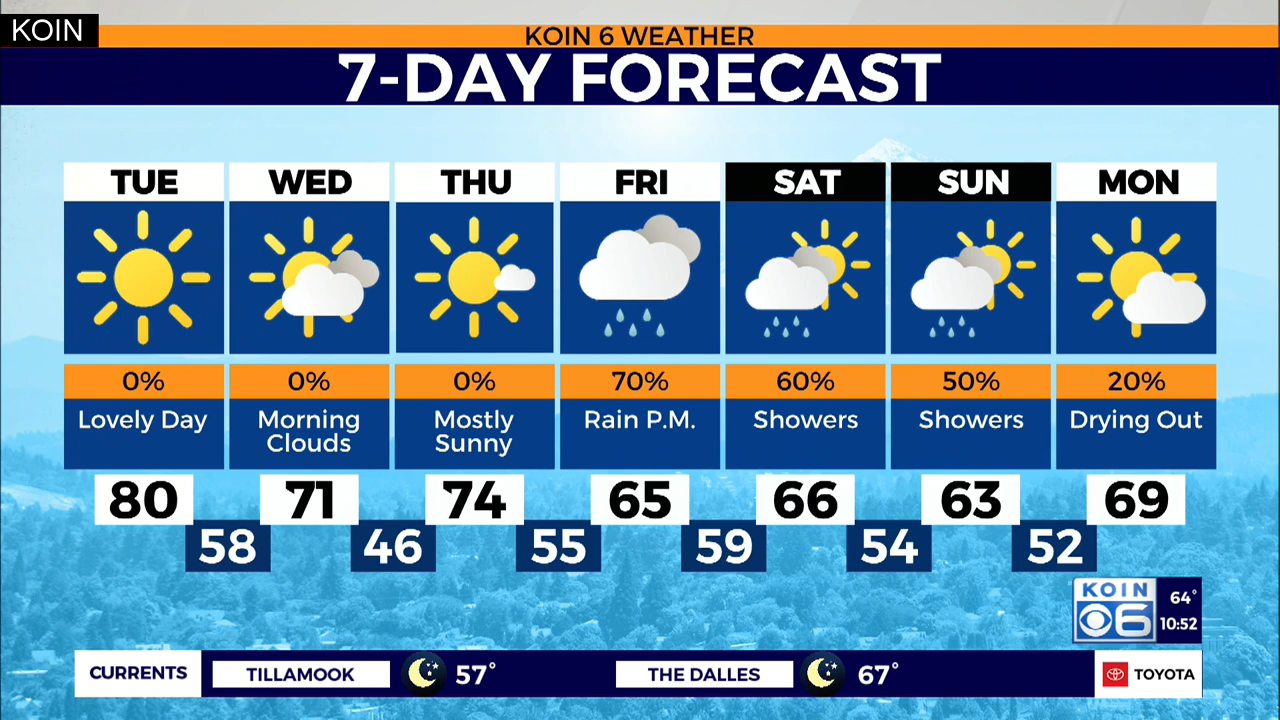 KOIN
KOIN 6 WEATHER
7-DAY FORECAST
TUE WED THU FRI SAT SUN MON
0% 0% 0% 70% 60% 50% 20%
Lovely Day Morning Mostly Rain P.M. Showers Showers Drying Out
Clouds Sunny
80 71 74 65 66 63 69
58 46 55 59 54 52
KOIN 6 64°
10:52
CURRENTS TILLAMOOK 57° THE DALLES 67° TOYOTA